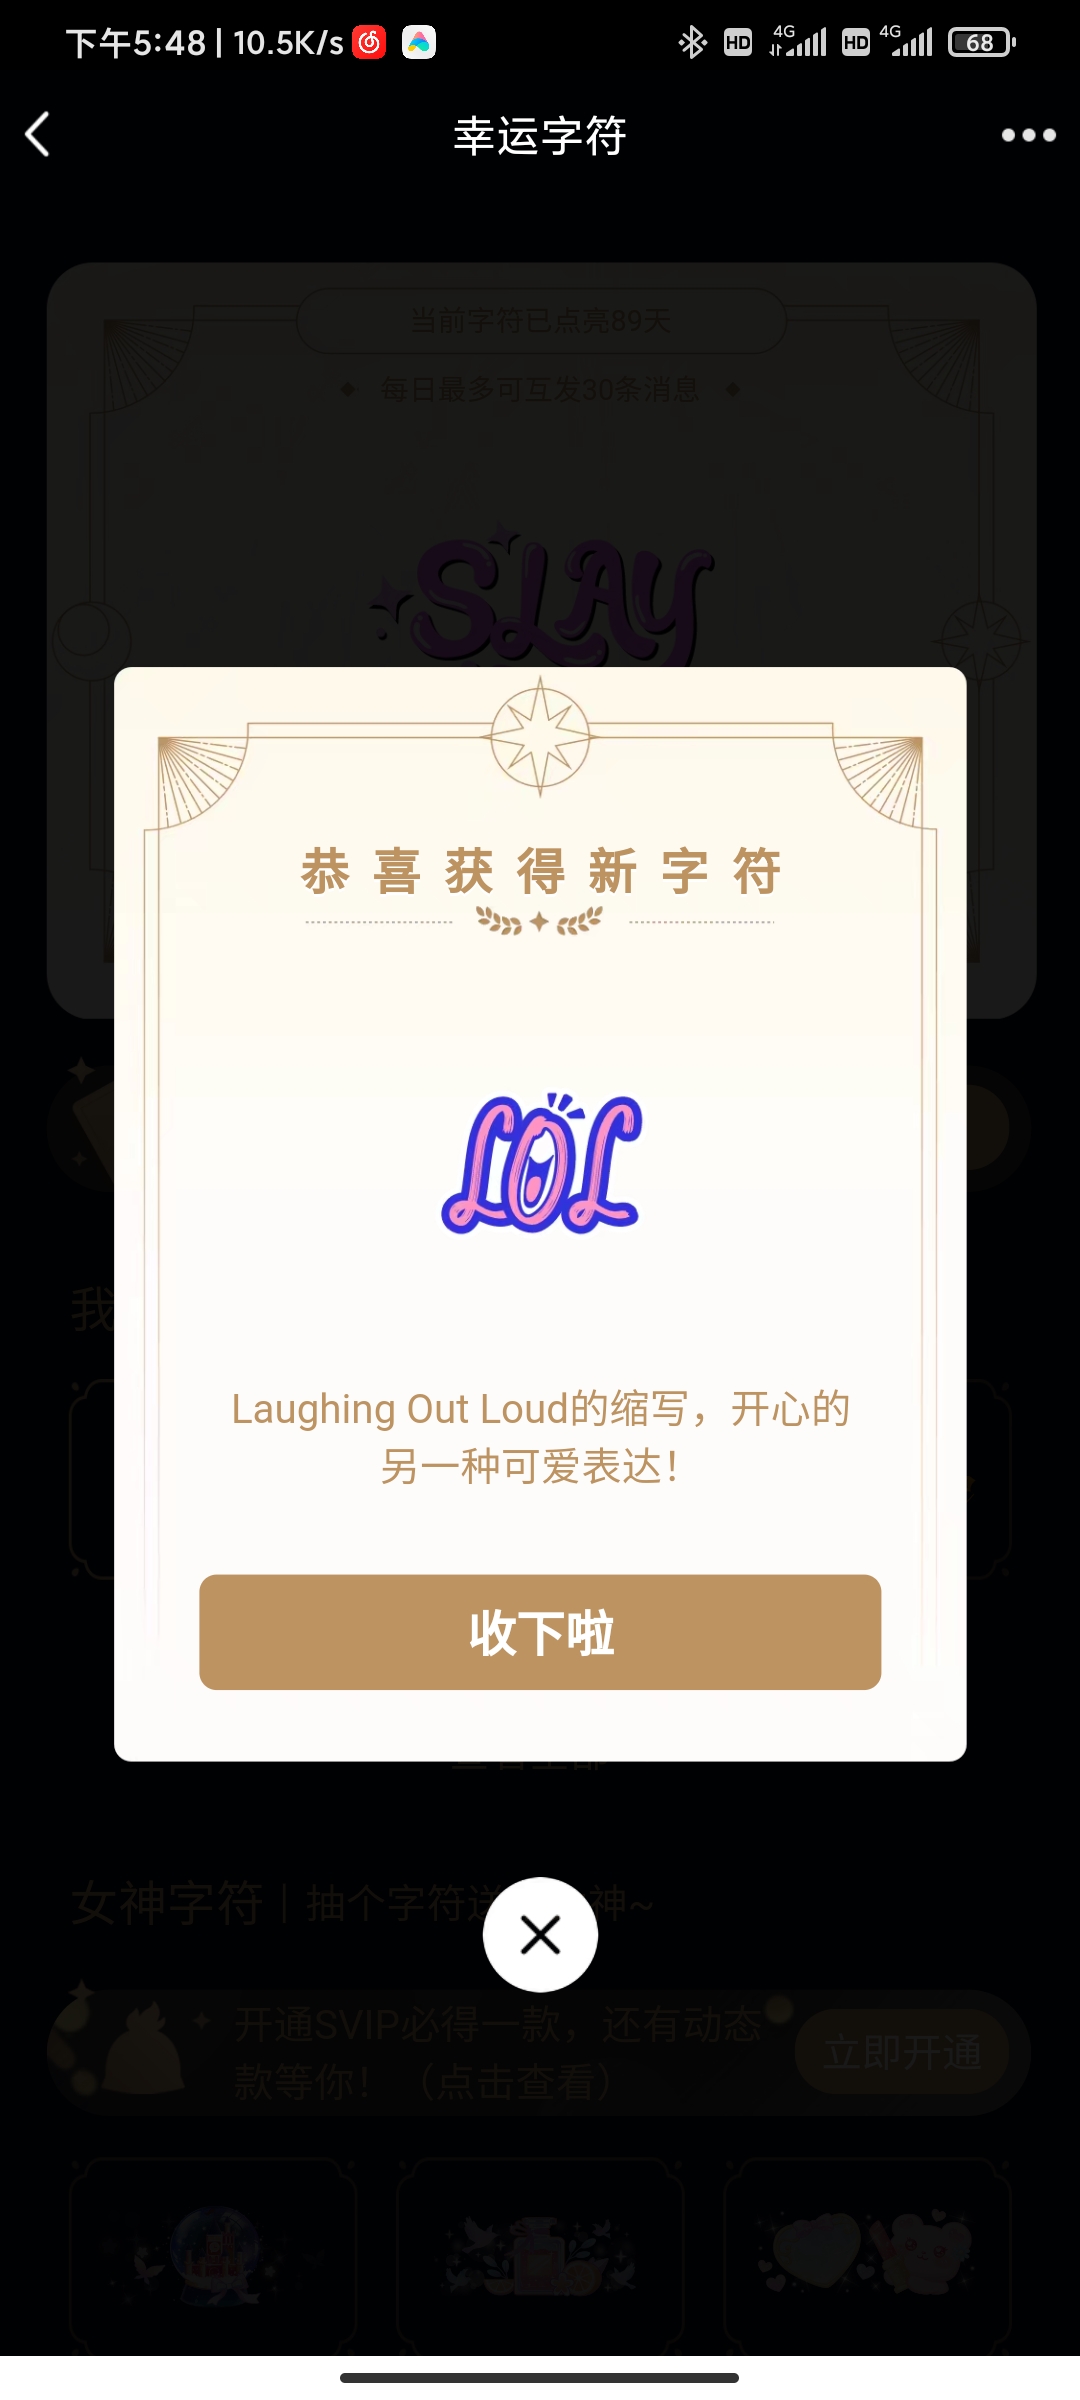 下午5:48 | 10.5K/s HD 4G HD 4G 68
幸运字符
当前字符已点亮89天
每日最多可互发30条消息
SLAY
恭喜获得新字符
LOL
我
Laughing Out Loud的缩写，开心的
另一种可爱表达！
收下啦
女神字符 | 抽个字符送 神~
开通SVIP必得一款，还有动态
款等你！（点击查看）
立即开通